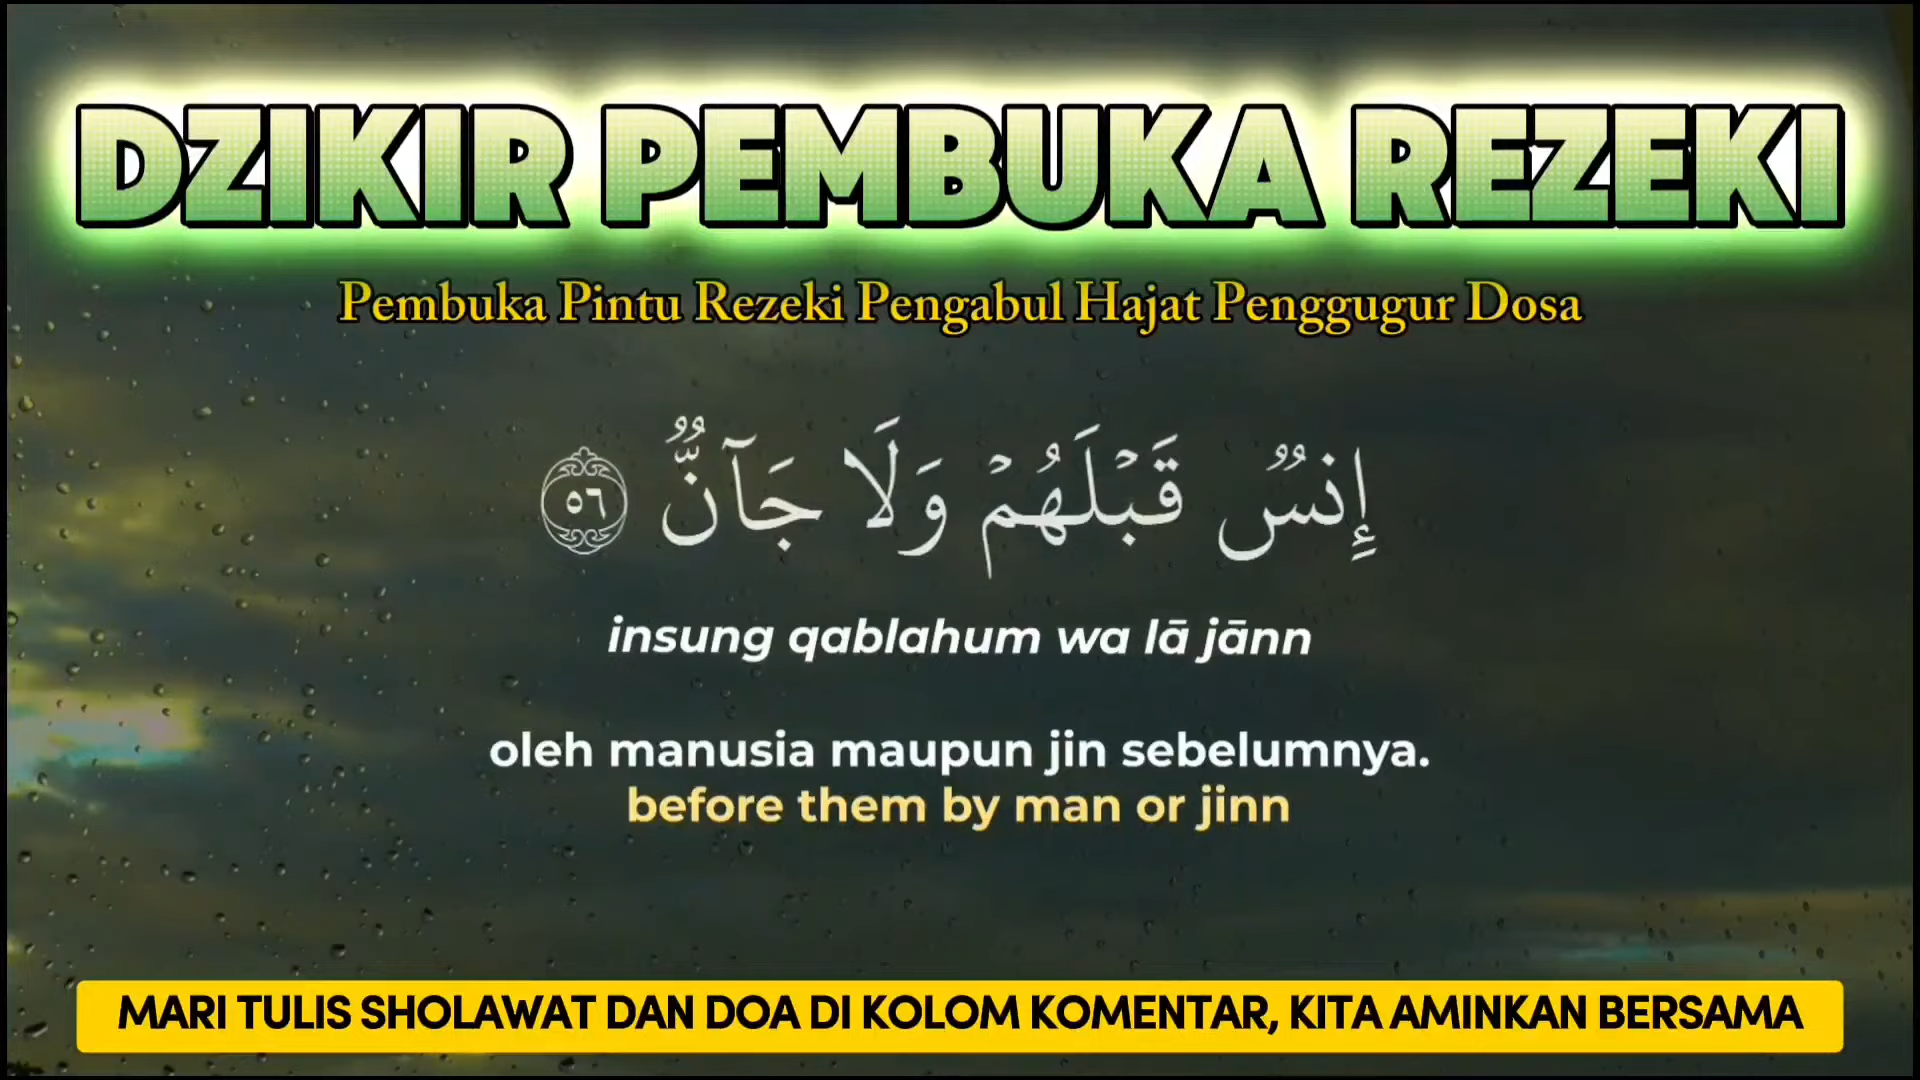 DZIKIR PEMBUKA REZEKI
Pembuka Pintu Rezeki Pengabul Hajat Penggugur Dosa
إِنسٌ قَبْلَهُمْ وَلَا جَآنٌّ ٥٦
insung qablahum wa lā jānn
oleh manusia maupun jin sebelumnya.
before them by man or jinn
MARI TULIS SHOLAWAT DAN DOA DI KOLOM KOMENTAR, KITA AMINKAN BERSAMA